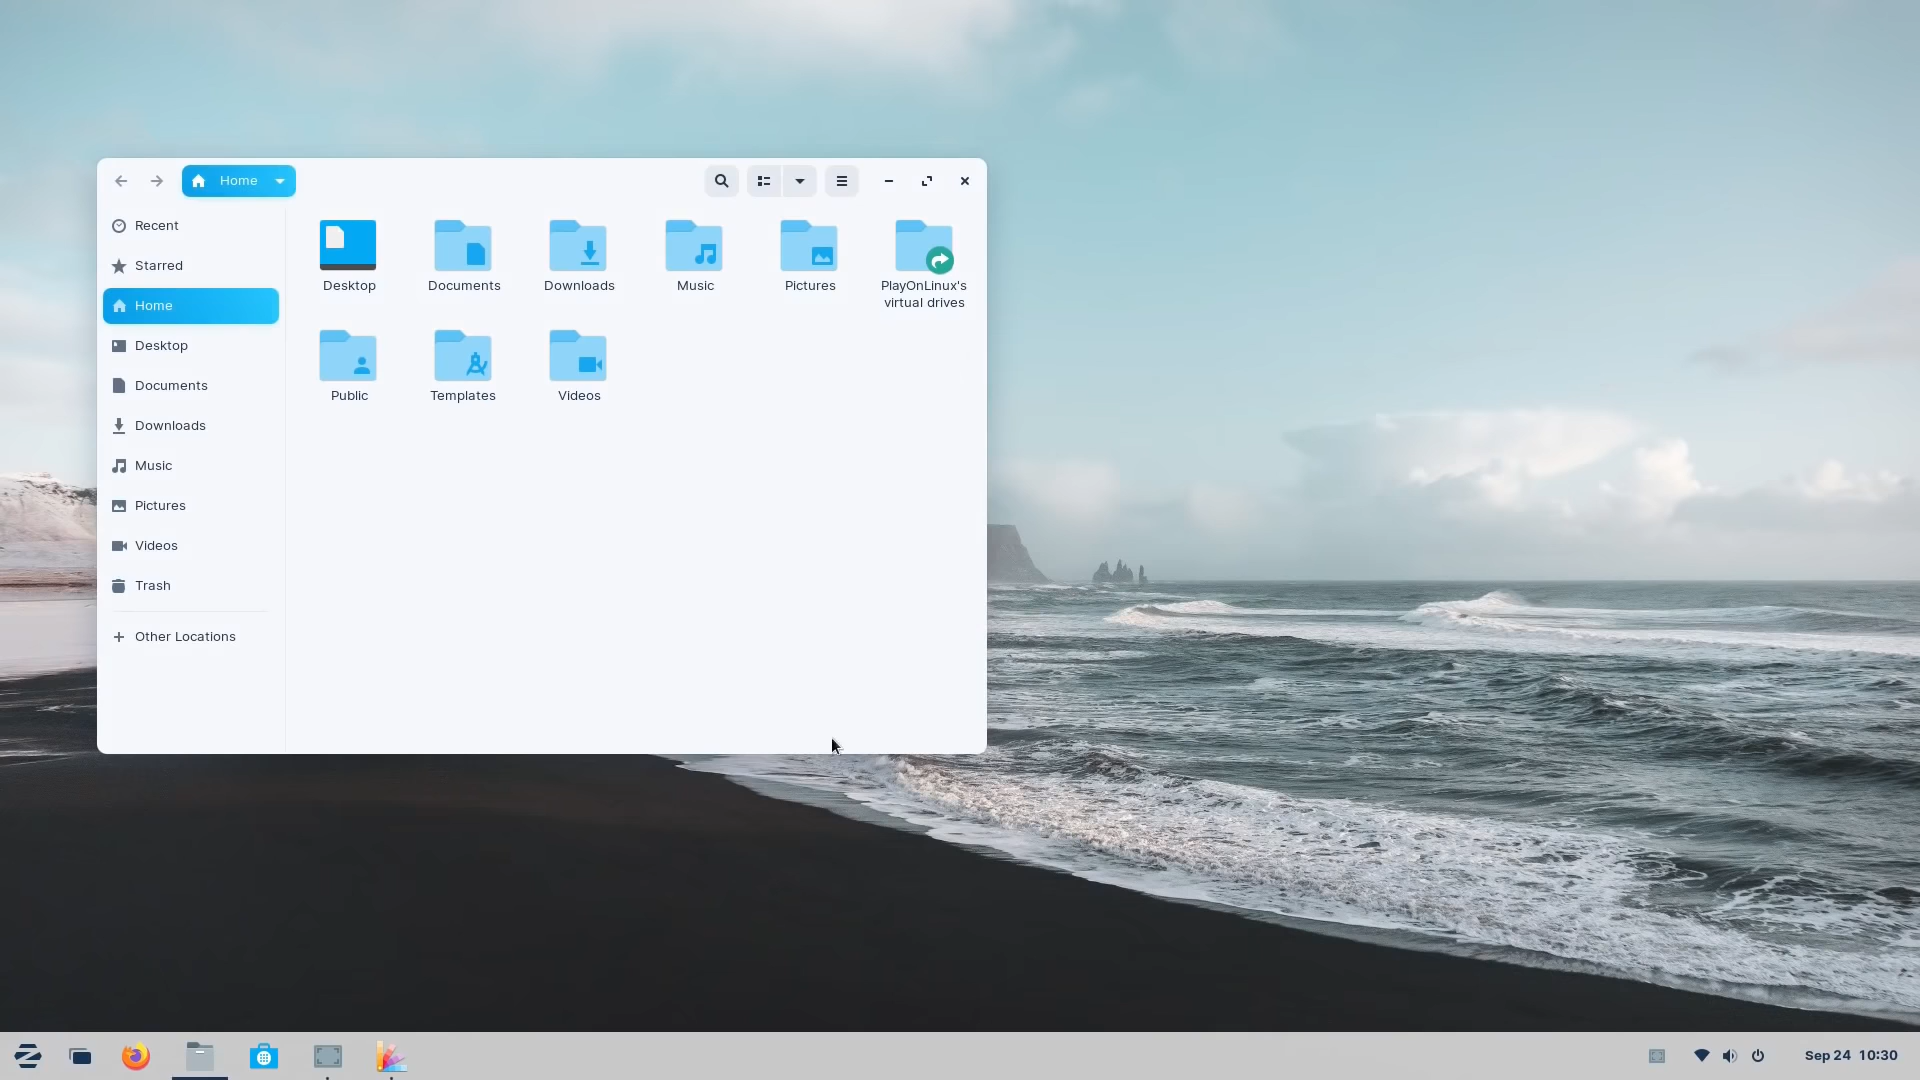 Home
Recent
Starred
Home
Desktop
Documents
Downloads
Music
Pictures
Videos
Trash
Other Locations
Desktop
Documents
Downloads
Music
Pictures
PlayOnLinux's
virtual drives
Public
Templates
Videos
Sep 24 10:30